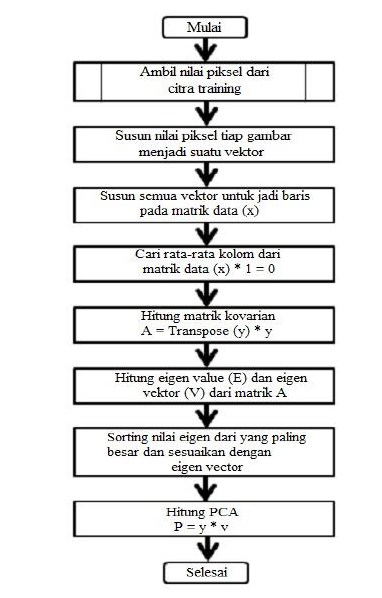 Mulai
Ambil nilai piksel dari
citra training
Susun nilai piksel tiap gambar
menjadi suatu vektor
Susun semua vektor untuk jadi baris
pada matrik data (x)
Cari rata-rata kolom dari
matrik data (x) * 1 = 0
Hitung matrik kovarian
A = Transpose (y) * y
Hitung eigen value (E) dan eigen
vektor (V) dari matrik A
Sorting nilai eigen dari yang paling
besar dan sesuaikan dengan
eigen vector
Hitung PCA
P = y * v
Selesai